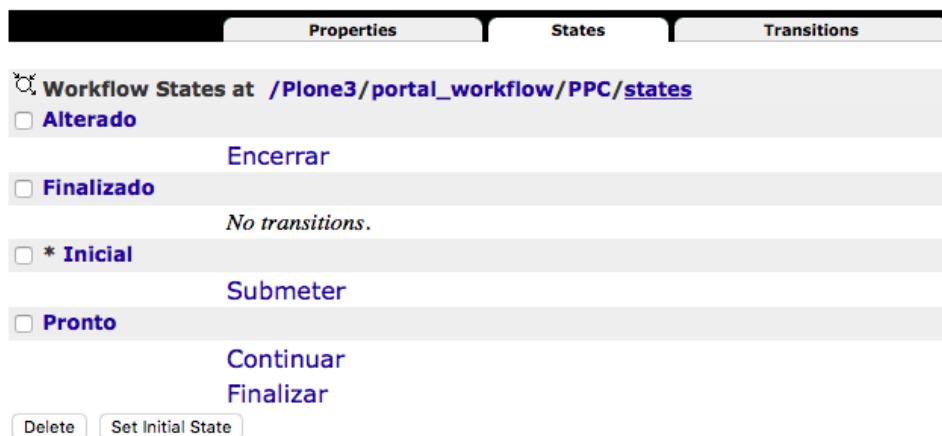 Properties States Transitions
Workflow States at /Plone3/portal_workflow/PPC/states
Alterado
Encerrar
Finalizado
No transitions.
* Inicial
Submeter
Pronto
Continuar
Finalizar
Delete Set Initial State